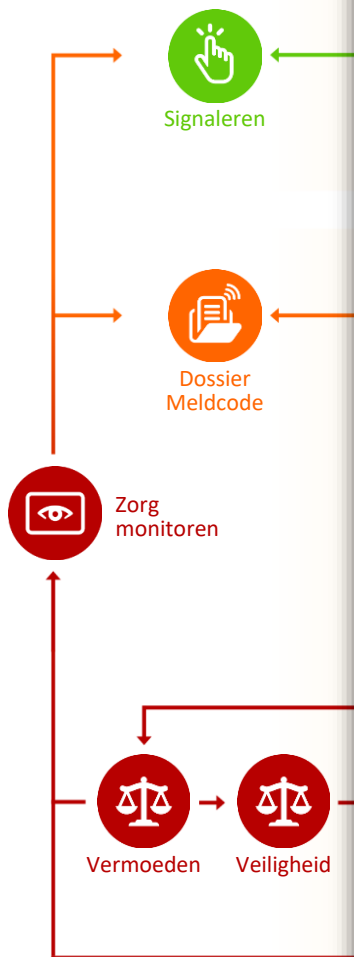 Signaleren
Dossier
Meldcode
Zorg
monitoren
Vermoeden
Veiligheid